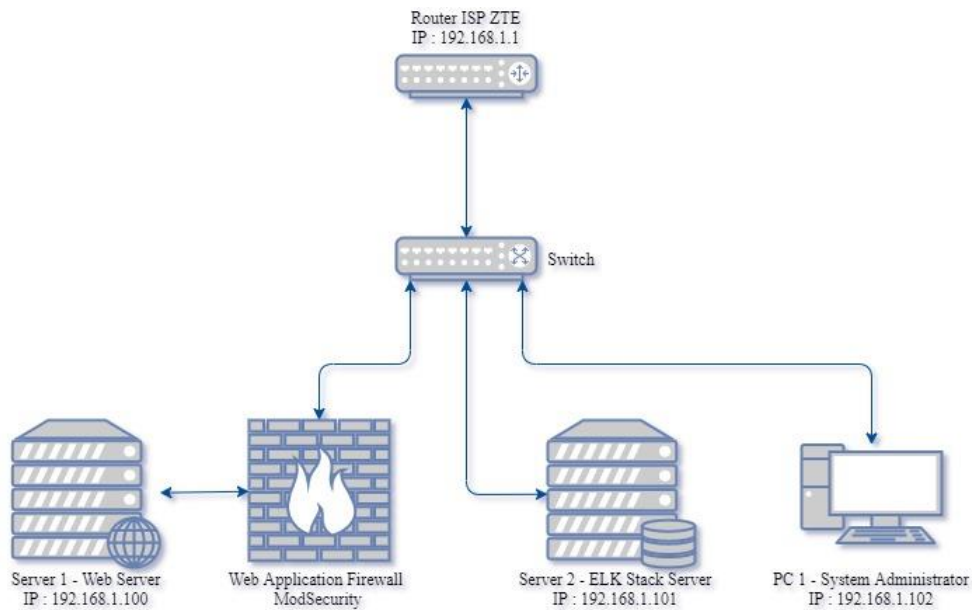 Router ISP ZTE
IP : 192.168.1.1
Switch
Server 1 - Web Server
IP : 192.168.1.100
Web Application Firewall
ModSecurity
Server 2 - ELK Stack Server
IP : 192.168.1.101
PC 1 - System Administrator
IP : 192.168.1.102